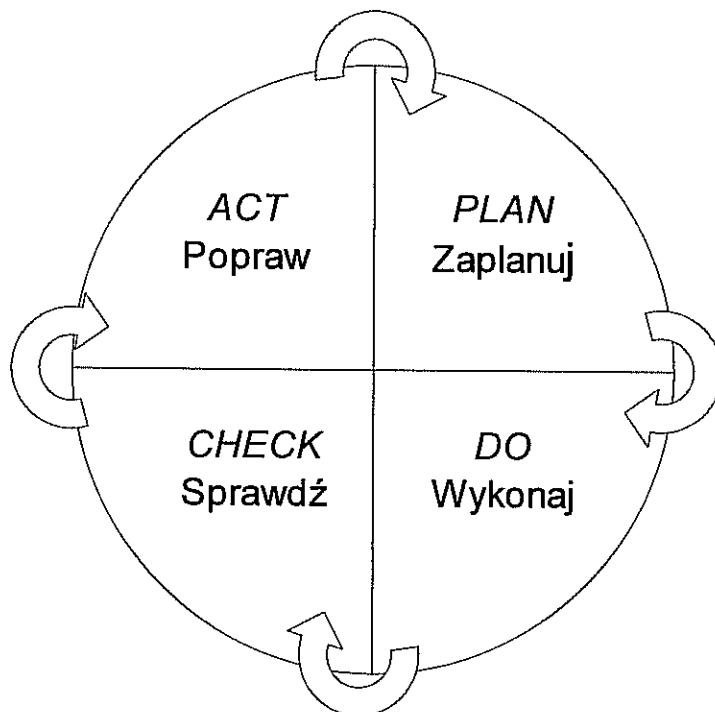 ACT
Popraw
PLAN
Zaplanuj
CHECK
Sprawdź
DO
Wykonaj